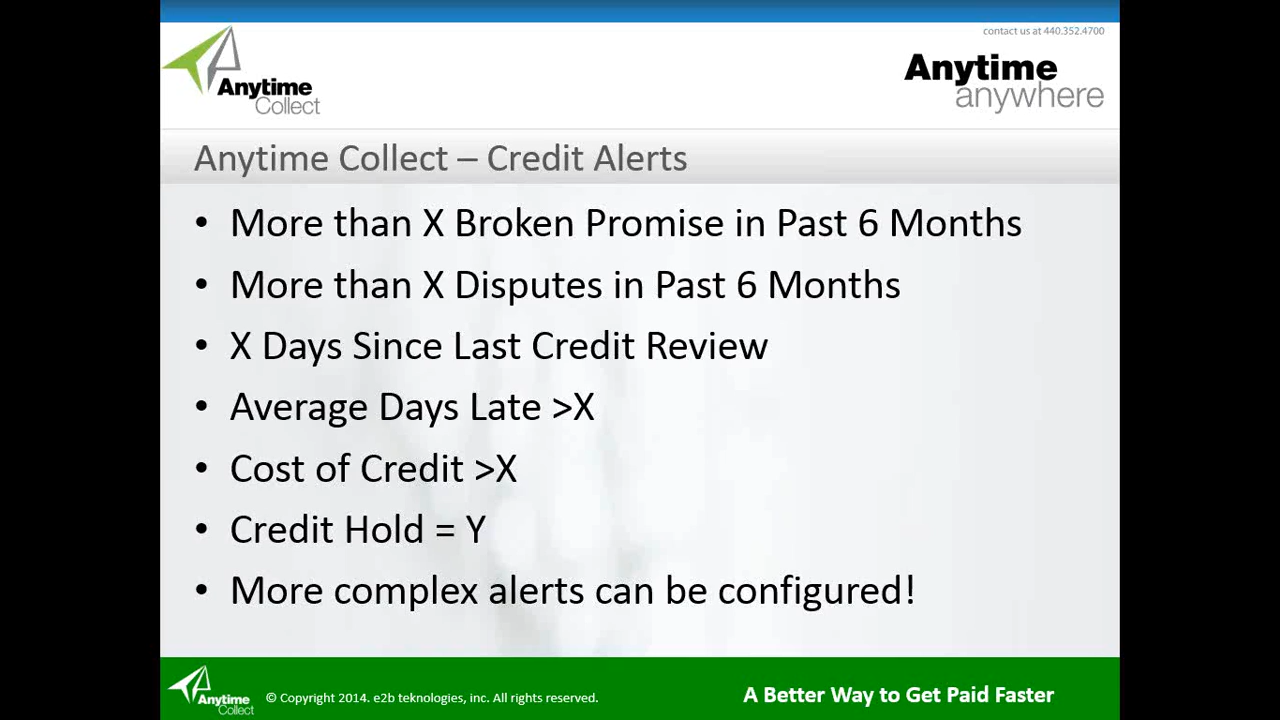 contact us at 440.352.4700
Anytime
Collect
Anytime
anywhere
Anytime Collect – Credit Alerts
• More than X Broken Promise in Past 6 Months
• More than X Disputes in Past 6 Months
• X Days Since Last Credit Review
• Average Days Late >X
• Cost of Credit >X
• Credit Hold = Y
• More complex alerts can be configured!
Anytime
Collect
© Copyright 2014. e2b teknologies, inc. All rights reserved.
A Better Way to Get Paid Faster